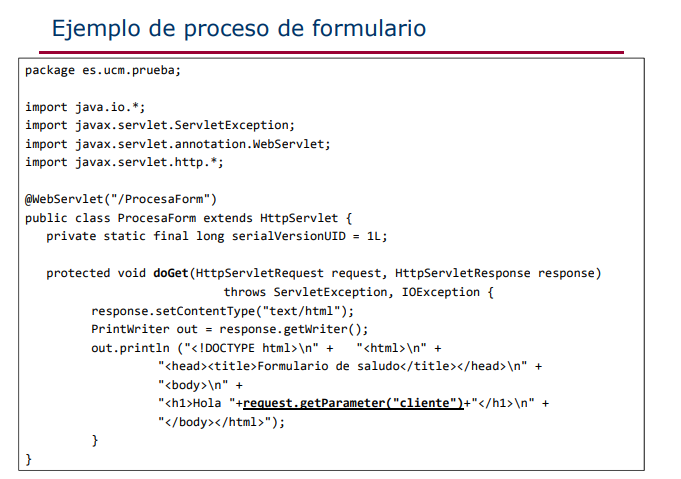 Ejemplo de proceso de formulario
package es.ucm.prueba;
import java.io.*;
import javax.servlet.ServletException;
import javax.servlet.annotation.WebServlet;
import javax.servlet.http.*;
@WebServlet("/ProcesaForm")
public class ProcesaForm extends HttpServlet {
private static final long serialVersionUID = 1L;
protected void doGet(HttpServletRequest request, HttpServletResponse response)
throws ServletException, IOException {
response.setContentType("text/html");
PrintWriter out = response.getWriter();
out.println ("<!DOCTYPE html>\n" + "<html>\n" +
"<head><title>Formulario de saludo</title></head>\n" +
"<body>\n" +
"<h1>Hola "+request.getParameter("cliente")+"</h1>\n" +
"</body></html>");
}
}